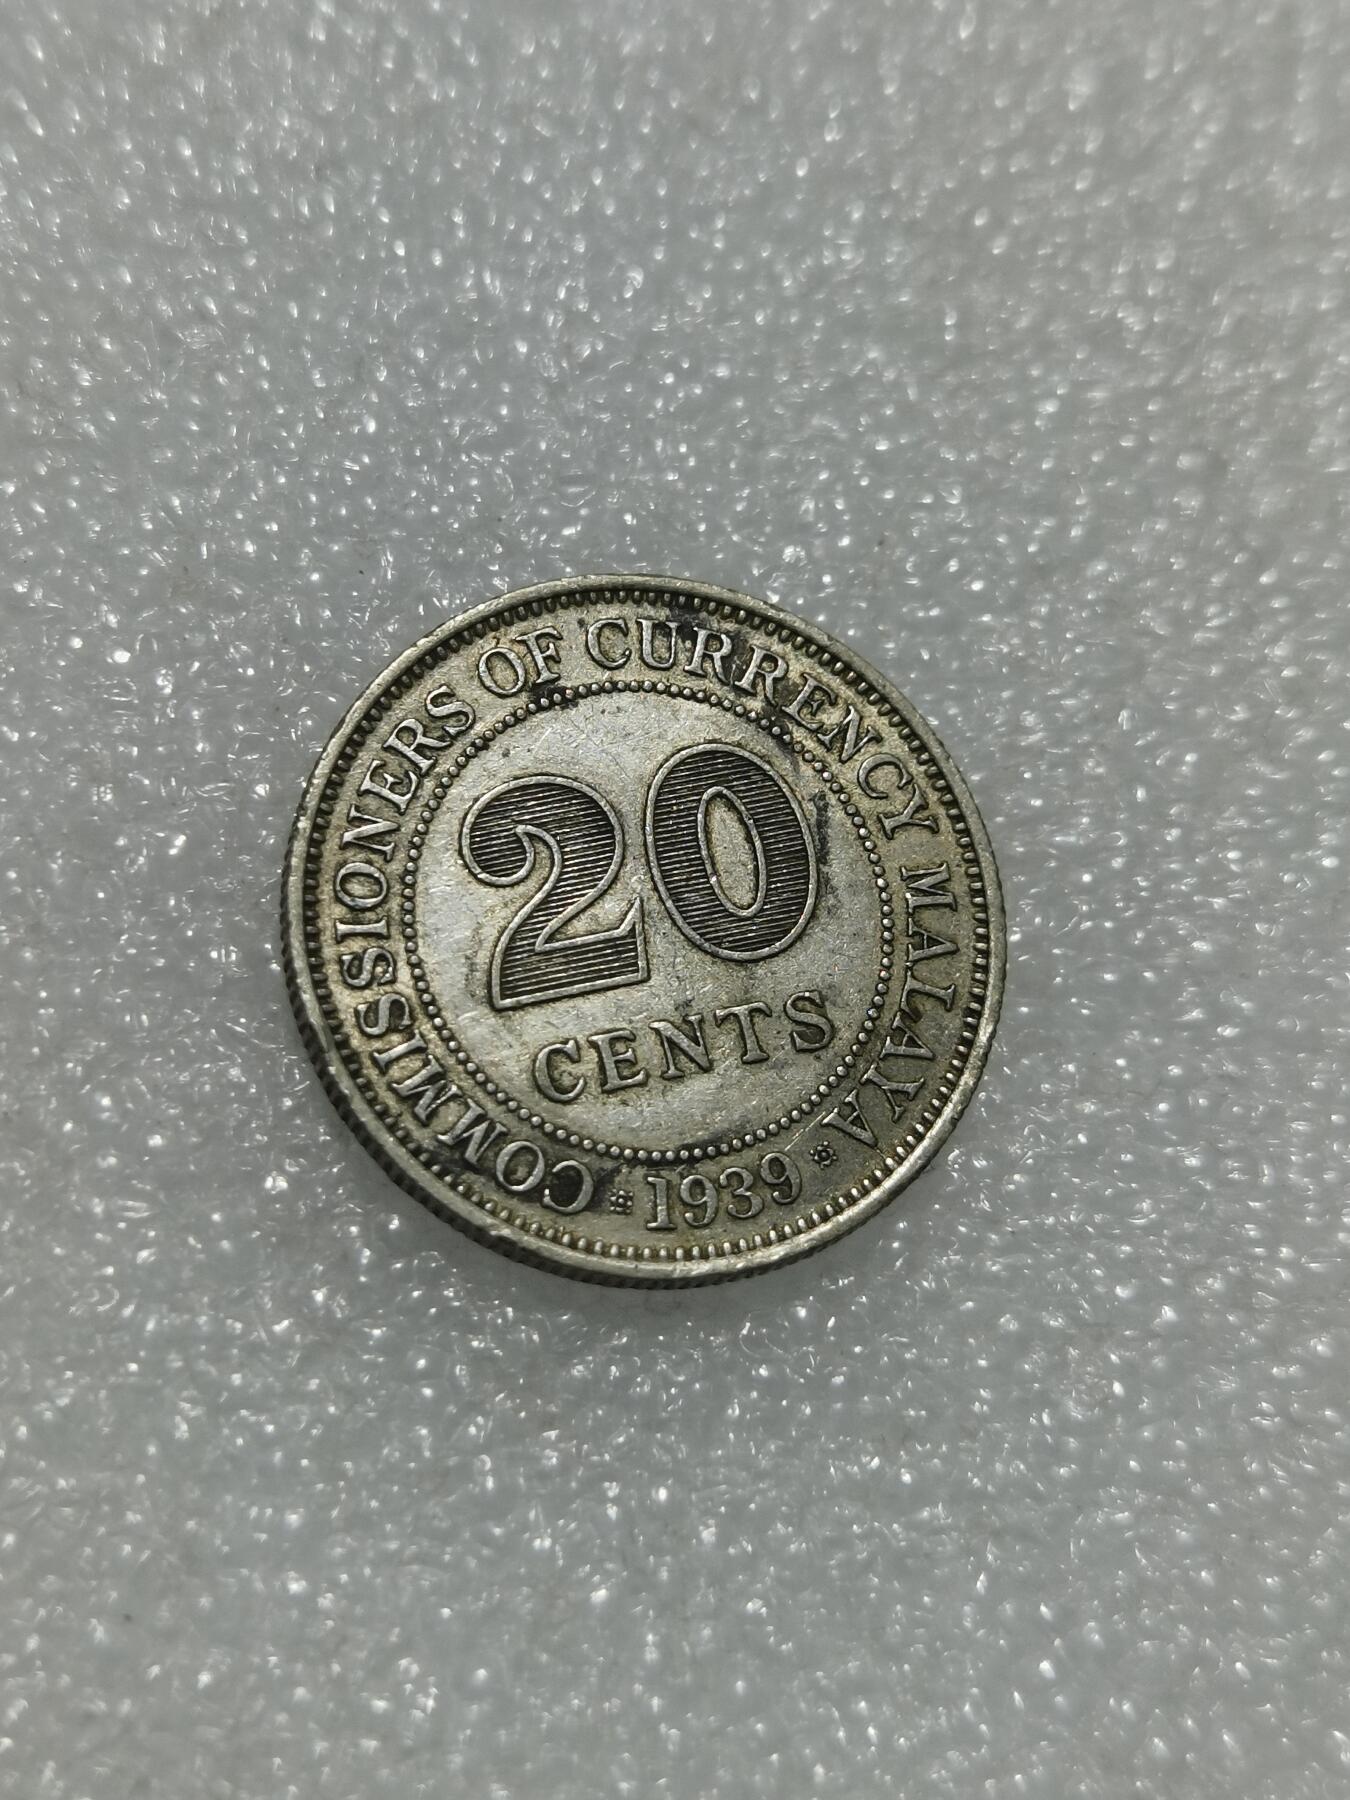 COMMISSIONERS OF CURRENCY MALAYA
20
CENTS
1939